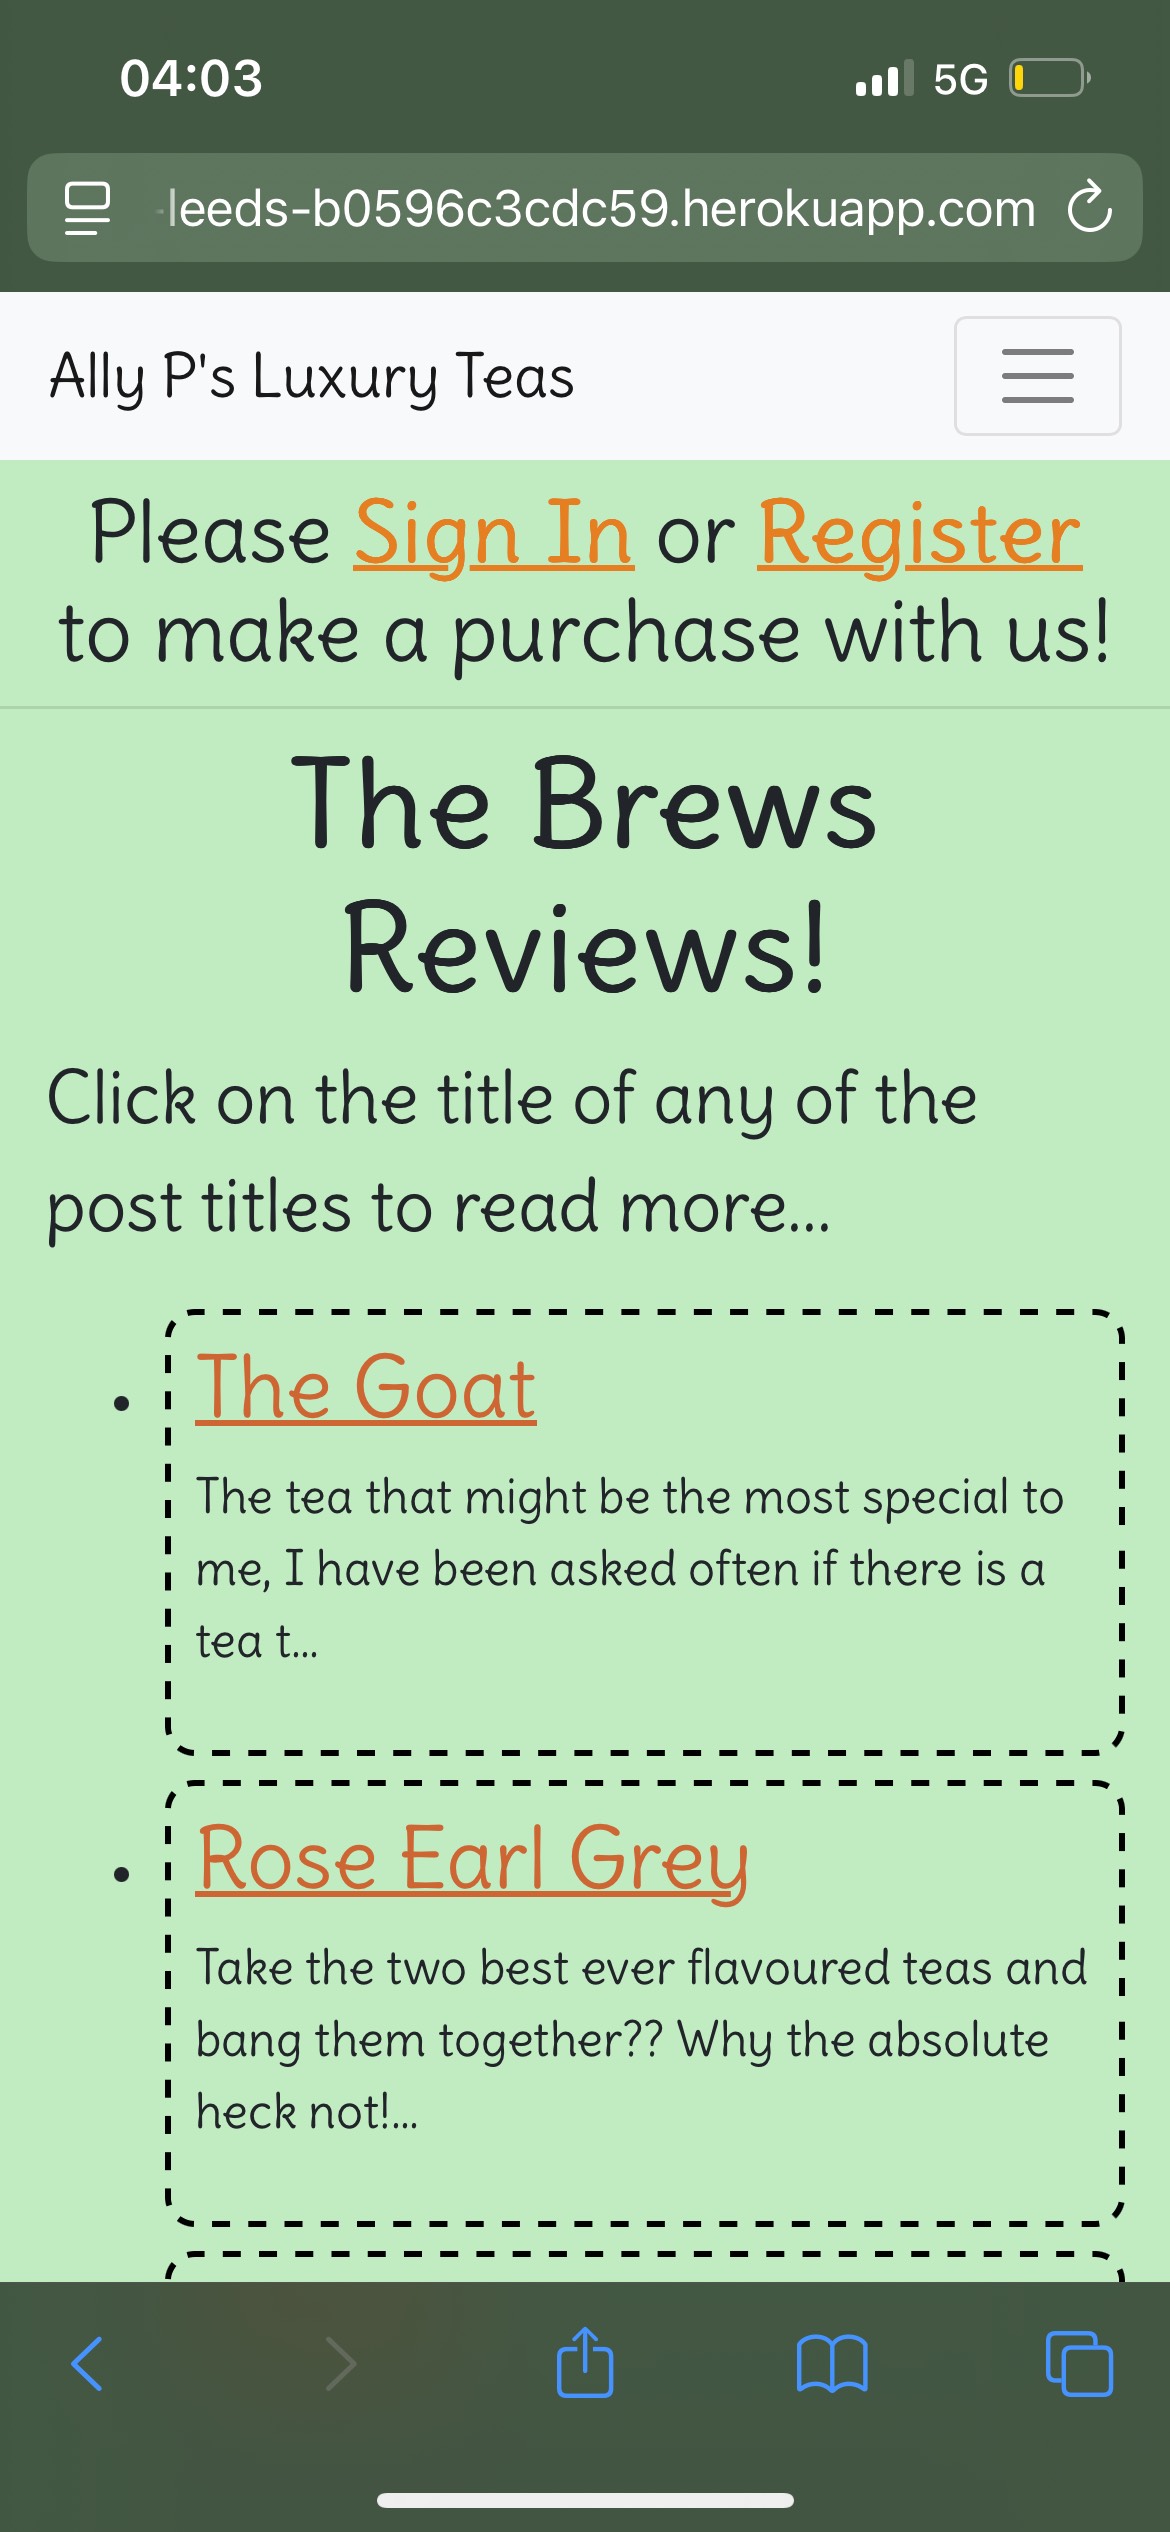 04:03
5G
-leeds-b0596c3cdc59.herokuapp.com
Ally P's Luxury Teas
Please Sign In or Register
to make a purchase with us!
The Brews
Reviews!
Click on the title of any of the
post titles to read more...
The Goat
The tea that might be the most special to
me, I have been asked often if there is a
tea t...
Rose Earl Grey
Take the two best ever flavoured teas and
bang them together?? Why the absolute
heck not!...